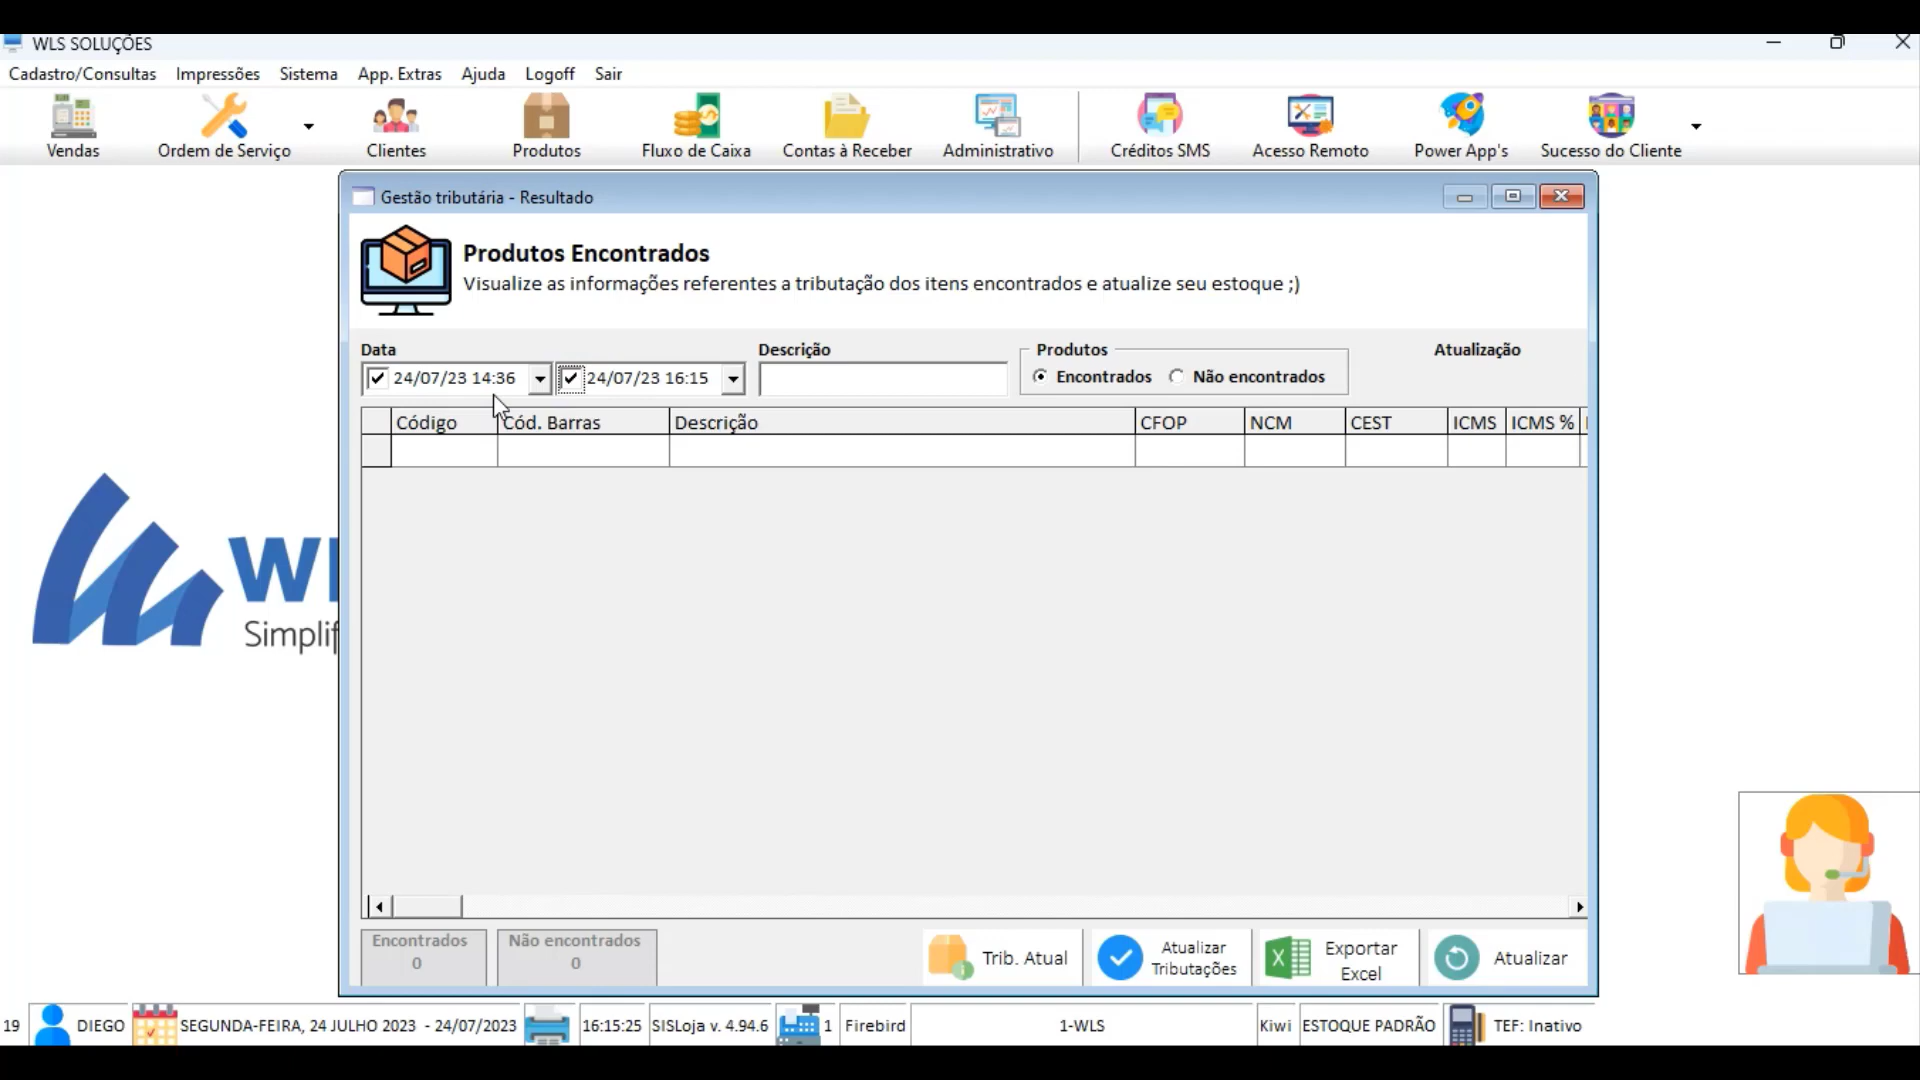 WLS SOLUÇÕES
Cadastro/Consultas Impressões Sistema App. Extras Ajuda Logoff Sair
Vendas Ordem de Serviço Clientes Produtos Fluxo de Caixa Contas à Receber Administrativo Créditos SMS Acesso Remoto Power App's Sucesso do Cliente
Gestão tributária - Resultado
Produtos Encontrados
Visualize as informações referentes a tributação dos itens encontrados e atualize seu estoque ;)
Data Descrição Produtos Atualização
24/07/23 14:36 24/07/23 16:15 Encontrados Não encontrados
Código Cód. Barras Descrição CFOP NCM CEST ICMS ICMS %
Simplif
Encontrados Não encontrados
0 0
Trib. Atual
Atualizar
Tributações
Exportar
Excel
Atualizar
19 DIEGO SEGUNDA-FEIRA, 24 JULHO 2023 - 24/07/2023 16:15:25 SISLoja v. 4.94.6 1 Firebird 1-WLS Kiwi ESTOQUE PADRÃO TEF: Inativo